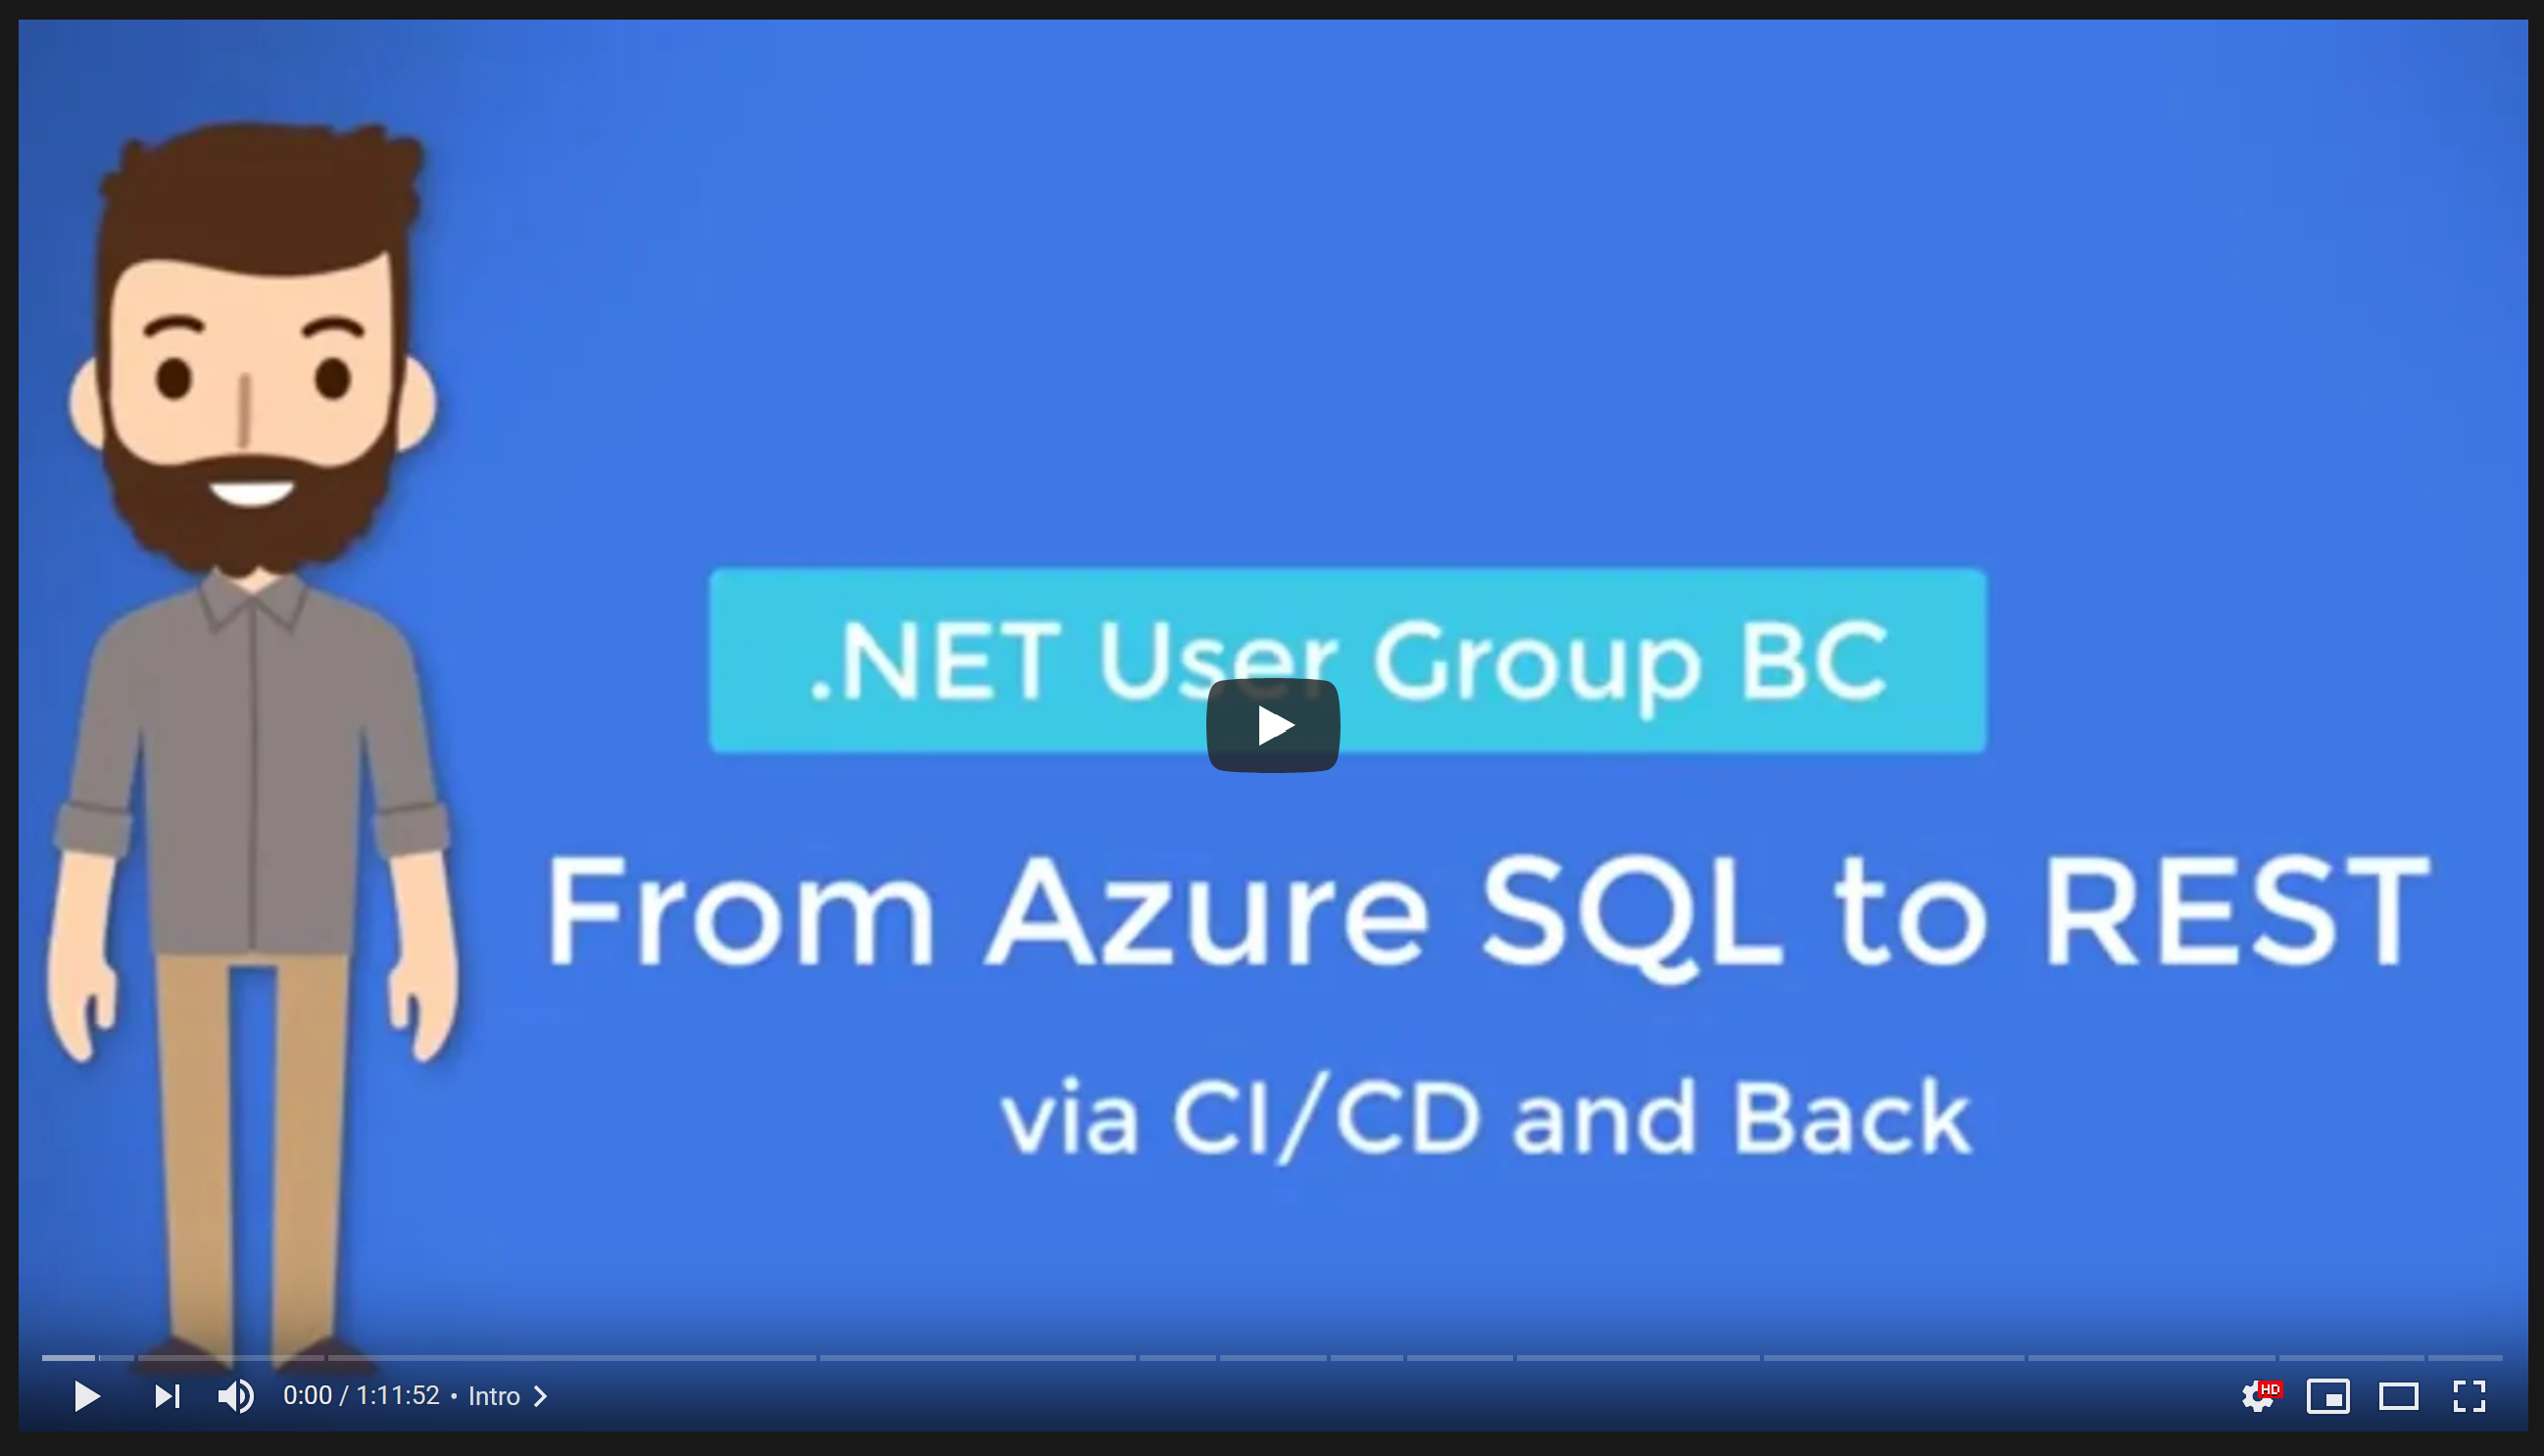 .NET User Group BC
From Azure SQL to REST
via CI/CD and Back
0:00 / 1:11:52 • Intro
HD